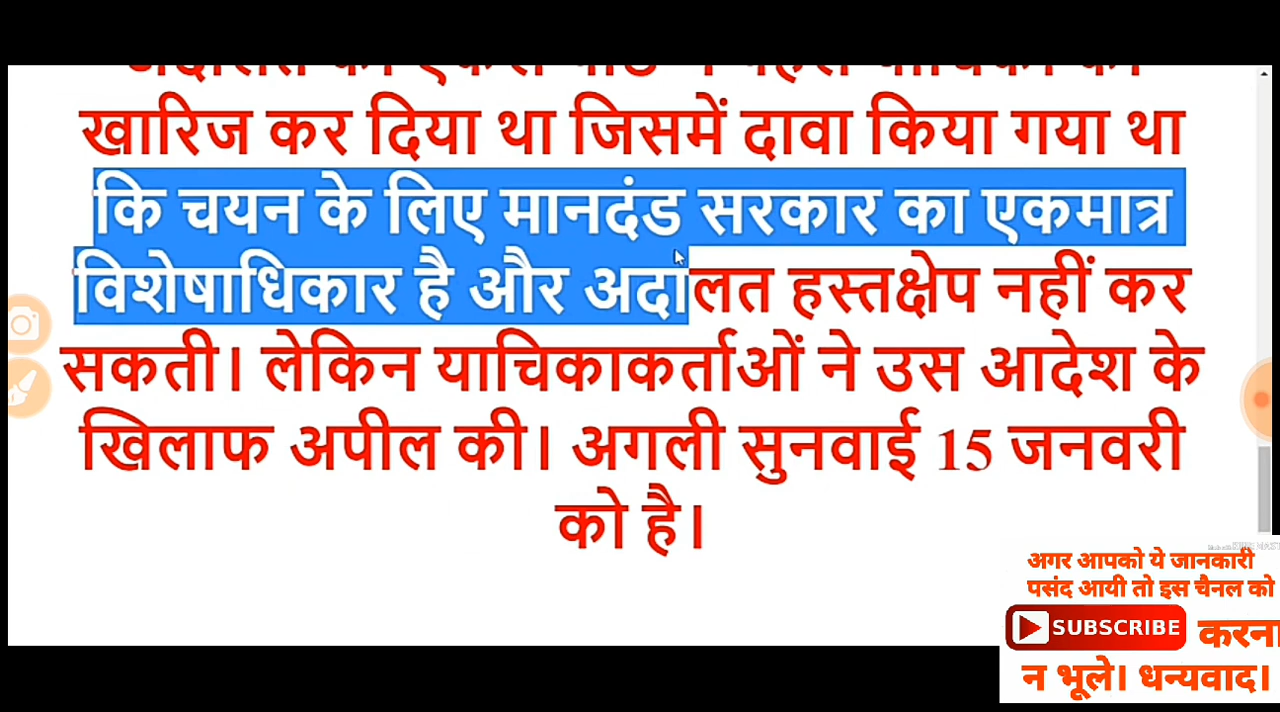 खारिज कर दिया था जिसमें दावा किया गया था
कि चयन के लिए मानदंड सरकार का एकमात्र
विशेषाधिकार है और अदालत हस्तक्षेप नहीं कर
सकती। लेकिन याचिकाकर्ताओं ने उस आदेश के
खिलाफ अपील की। अगली सुनवाई 15 जनवरी
को है।
अगर आपको ये जानकारी
पसंद आयी तो इस चैनल को
SUBSCRIBE करना
न भूले। धन्यवाद।